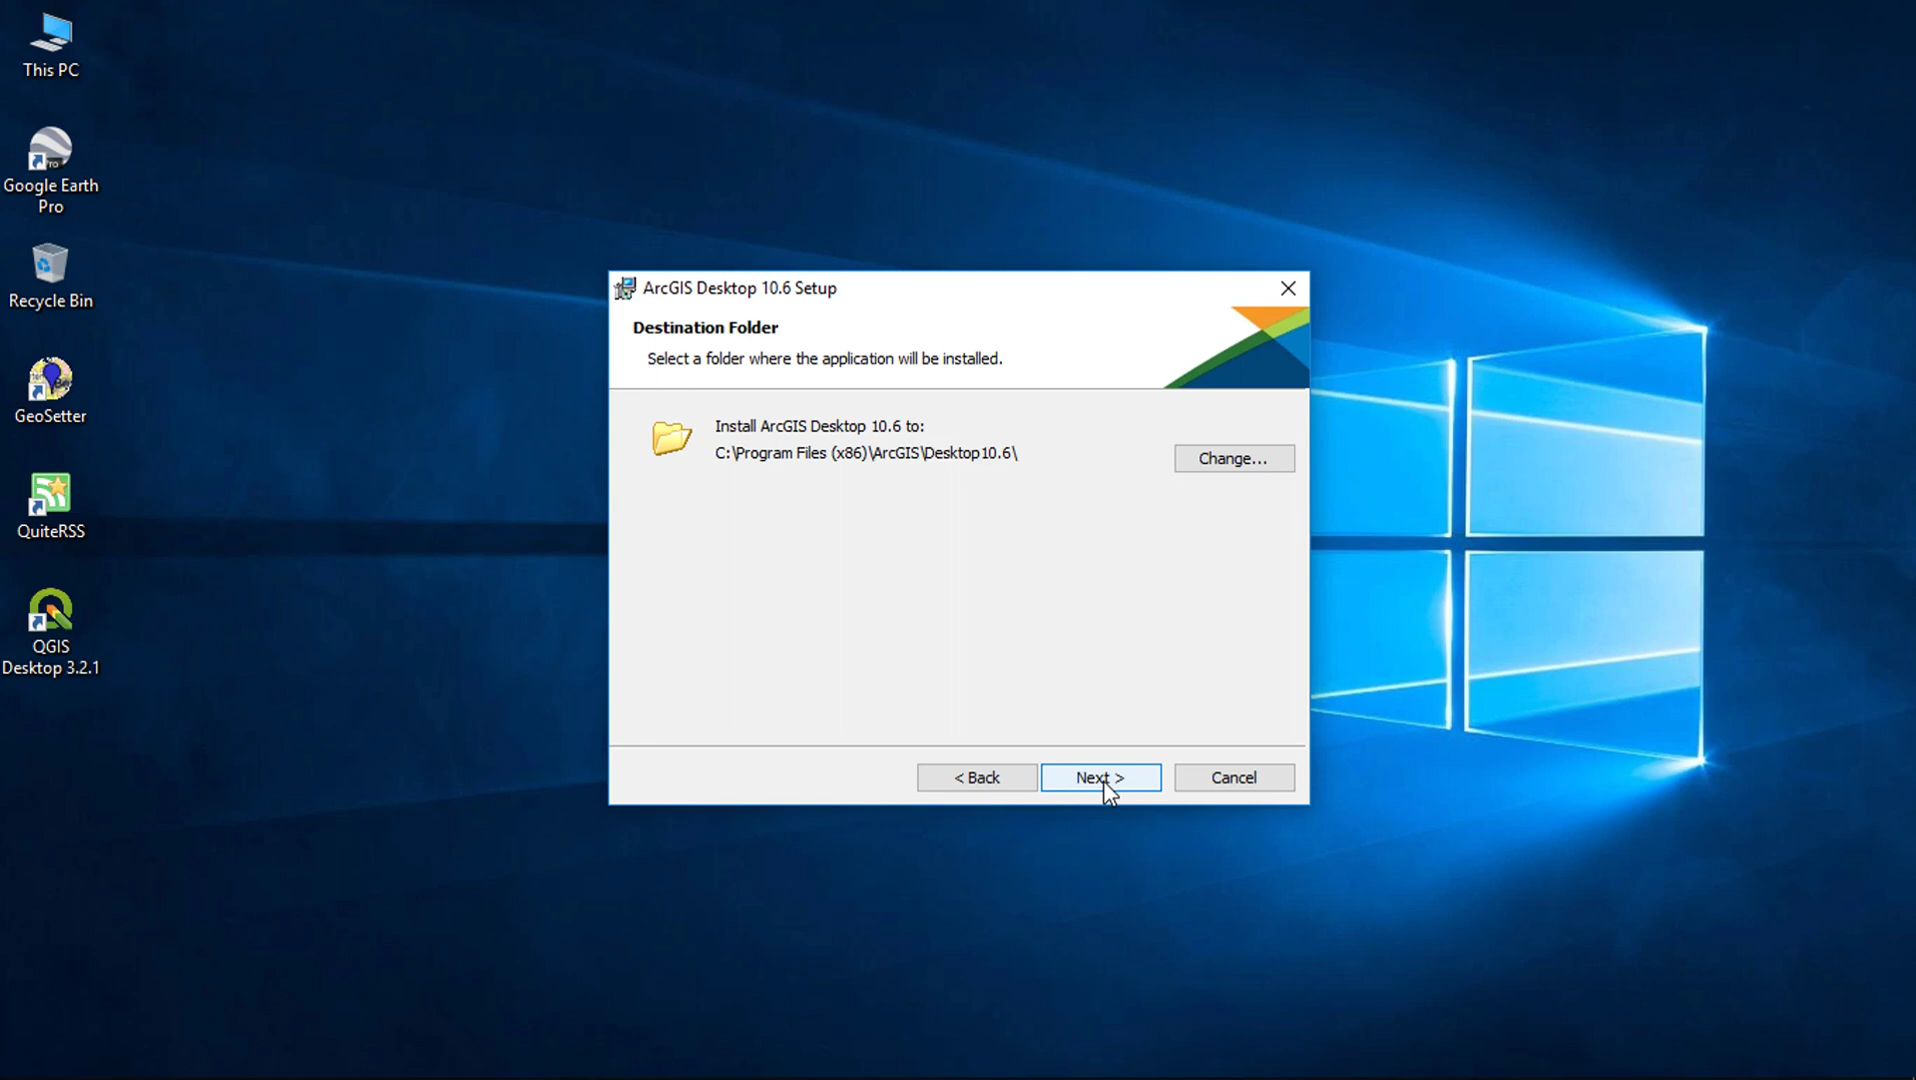 This PC
Google Earth
Pro
Recycle Bin
GeoSetter
QuiteRSS
QGIS
Desktop 3.2.1
ArcGIS Desktop 10.6 Setup
Destination Folder
Select a folder where the application will be installed.
Install ArcGIS Desktop 10.6 to:
C:\Program Files (x86)\ArcGIS\Desktop10.6\
Change...
< Back
Next >
Cancel